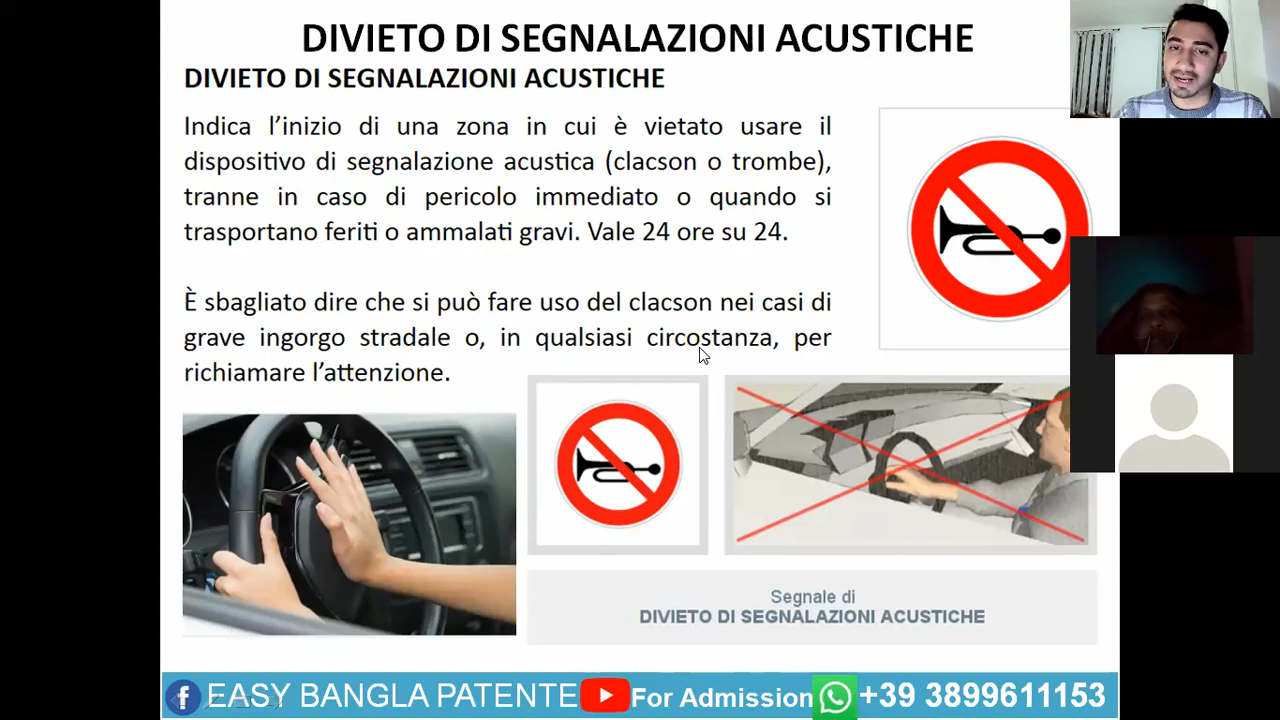 DIVIETO DI SEGNALAZIONI ACUSTICHE
DIVIETO DI SEGNALAZIONI ACUSTICHE
Indica l’inizio di una zona in cui è vietato usare il
dispositivo di segnalazione acustica (clacson o trombe),
tranne in caso di pericolo immediato o quando si
trasportano feriti o ammalati gravi. Vale 24 ore su 24.
È sbagliato dire che si può fare uso del clacson nei casi di
grave ingorgo stradale o, in qualsiasi circostanza, per
richiamare l’attenzione.
Segnale di
DIVIETO DI SEGNALAZIONI ACUSTICHE
EASY BANGLA PATENTE For Admission +39 3899611153